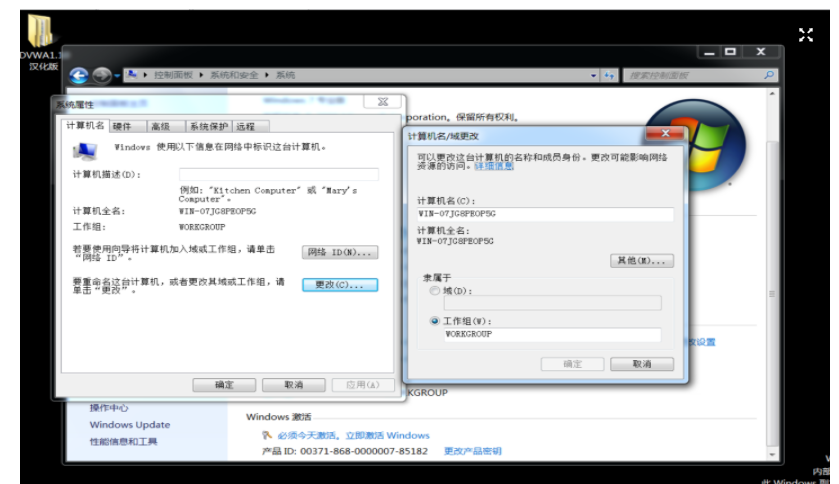 DVWA1.1
汉化版
控制面板 ▸ 系统和安全 ▸ 系统
搜索控制面板
系统属性
计算机名 硬件 高级 系统保护 远程
Windows 使用以下信息在网络中标识这台计算机。
计算机描述(D):
例如: "Kitchen Computer" 或 "Mary's
Computer"。
计算机全名: WIN-07JG8PEOP5G
工作组: WORKGROUP
若要使用向导将计算机加入域或工作组，请单击
"网络 ID"。
网络 ID(N)...
要重命名这台计算机，或者更改其域或工作组，请
单击"更改"。
更改(C)...
确定 取消 应用(A)
poration。保留所有权利。
计算机名/域更改
可以更改这台计算机的名称和成员身份。更改可能影响网络
资源的访问。详细信息
计算机名(C):
WIN-07JG8PEOP5G
计算机全名:
WIN-07JG8PEOP5G
其他(M)...
隶属于
域(D):
工作组(W):
WORKGROUP
确定 取消
改设置
KGROUP
操作中心
Windows Update
性能信息和工具
Windows 激活
必须今天激活。立即激活 Windows
产品 ID: 00371-868-0000007-85182 更改产品密钥
内部
此 Windows